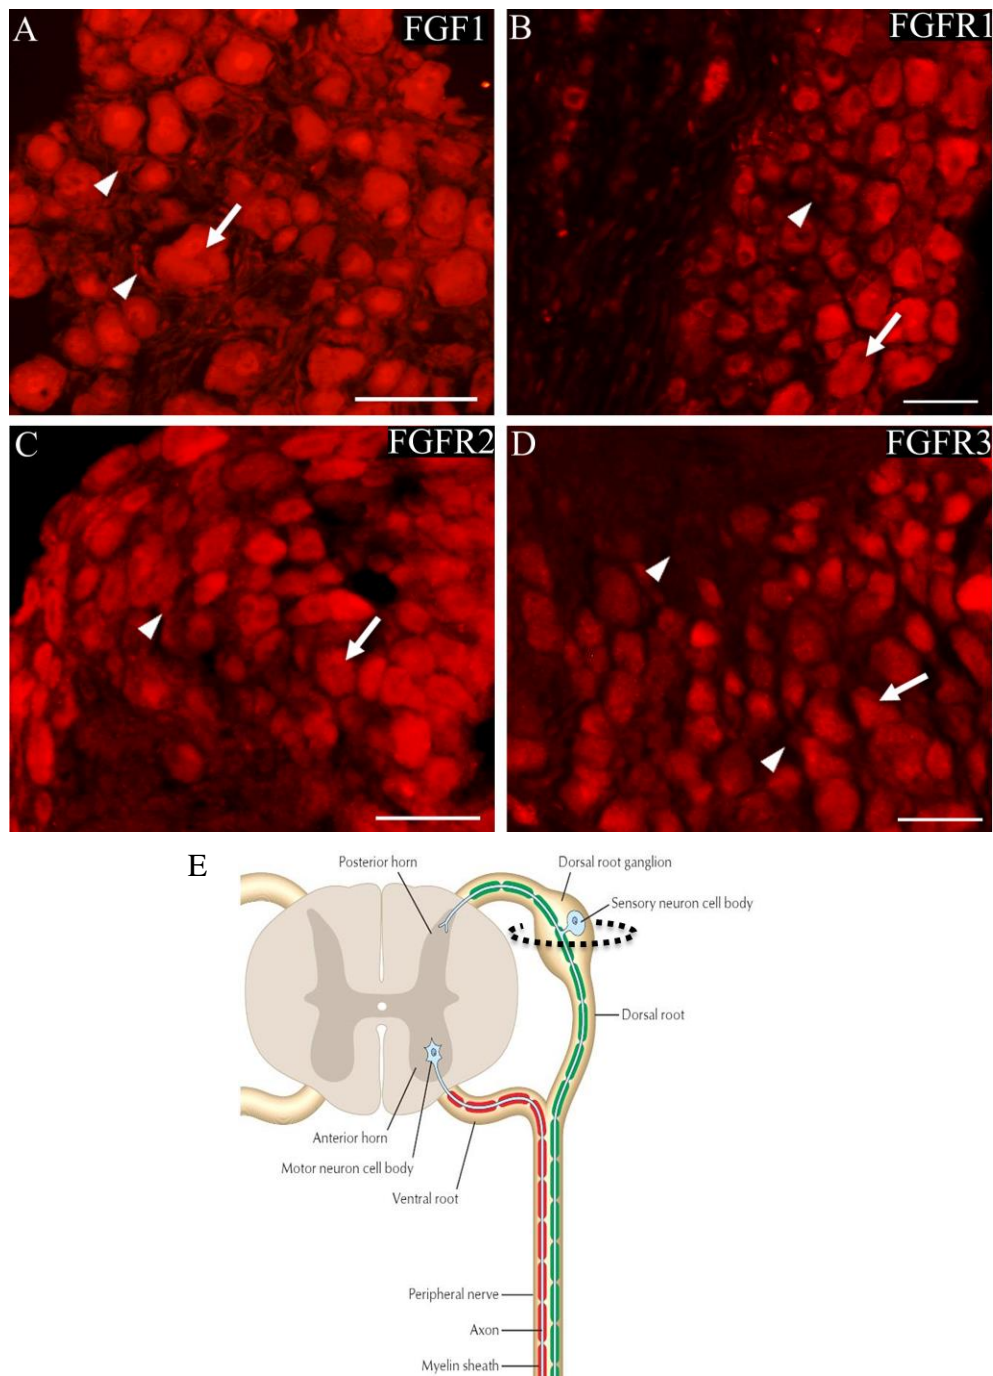 A
FGF1
B
FGFR1
C
FGFR2
D
FGFR3
E
Posterior horn
Dorsal root ganglion
Sensory neuron cell body
Dorsal root
Anterior horn
Motor neuron cell body
Ventral root
Peripheral nerve
Axon
Myelin sheath